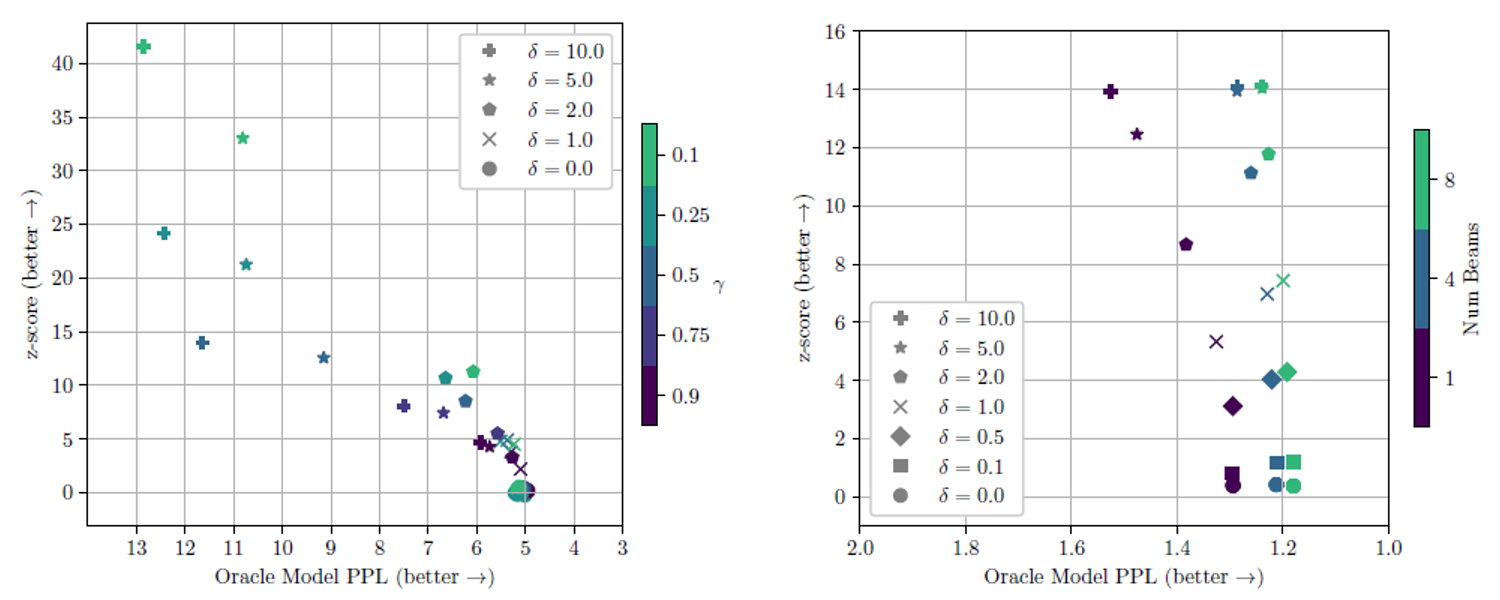 40
35
30
25
20
15
10
5
0
z-score (better →)
13 12 11 10 9 8 7 6 5 4 3
Oracle Model PPL (better →)
δ = 10.0
δ = 5.0
δ = 2.0
δ = 1.0
δ = 0.0
0.1
0.25
0.5
0.75
0.9
γ
16
14
12
10
8
6
4
2
0
z-score (better →)
2.0 1.8 1.6 1.4 1.2 1.0
Oracle Model PPL (better →)
δ = 10.0
δ = 5.0
δ = 2.0
δ = 1.0
δ = 0.5
δ = 0.1
δ = 0.0
8
4
1
Num Beams